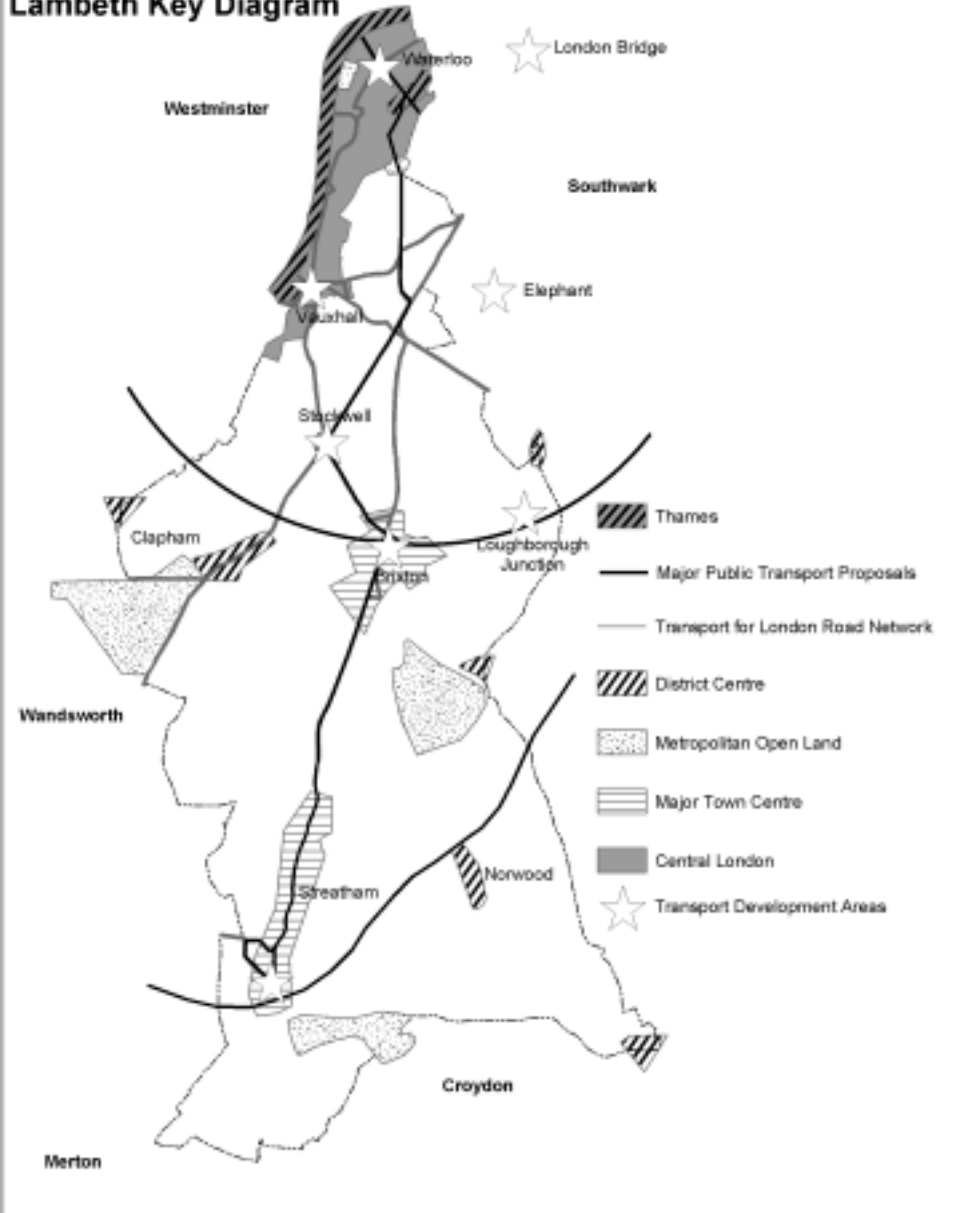 Lambeth Key Diagram
London Bridge
Waterloo
Westminster
Southwark
Elephant
Vauxhall
Stockwell
Clapham
Loughborough
Junction
Brixton
Wandsworth
Streatham
Norwood
Croydon
Merton
Thames
Major Public Transport Proposals
Transport for London Road Network
District Centre
Metropolitan Open Land
Major Town Centre
Central London
Transport Development Areas